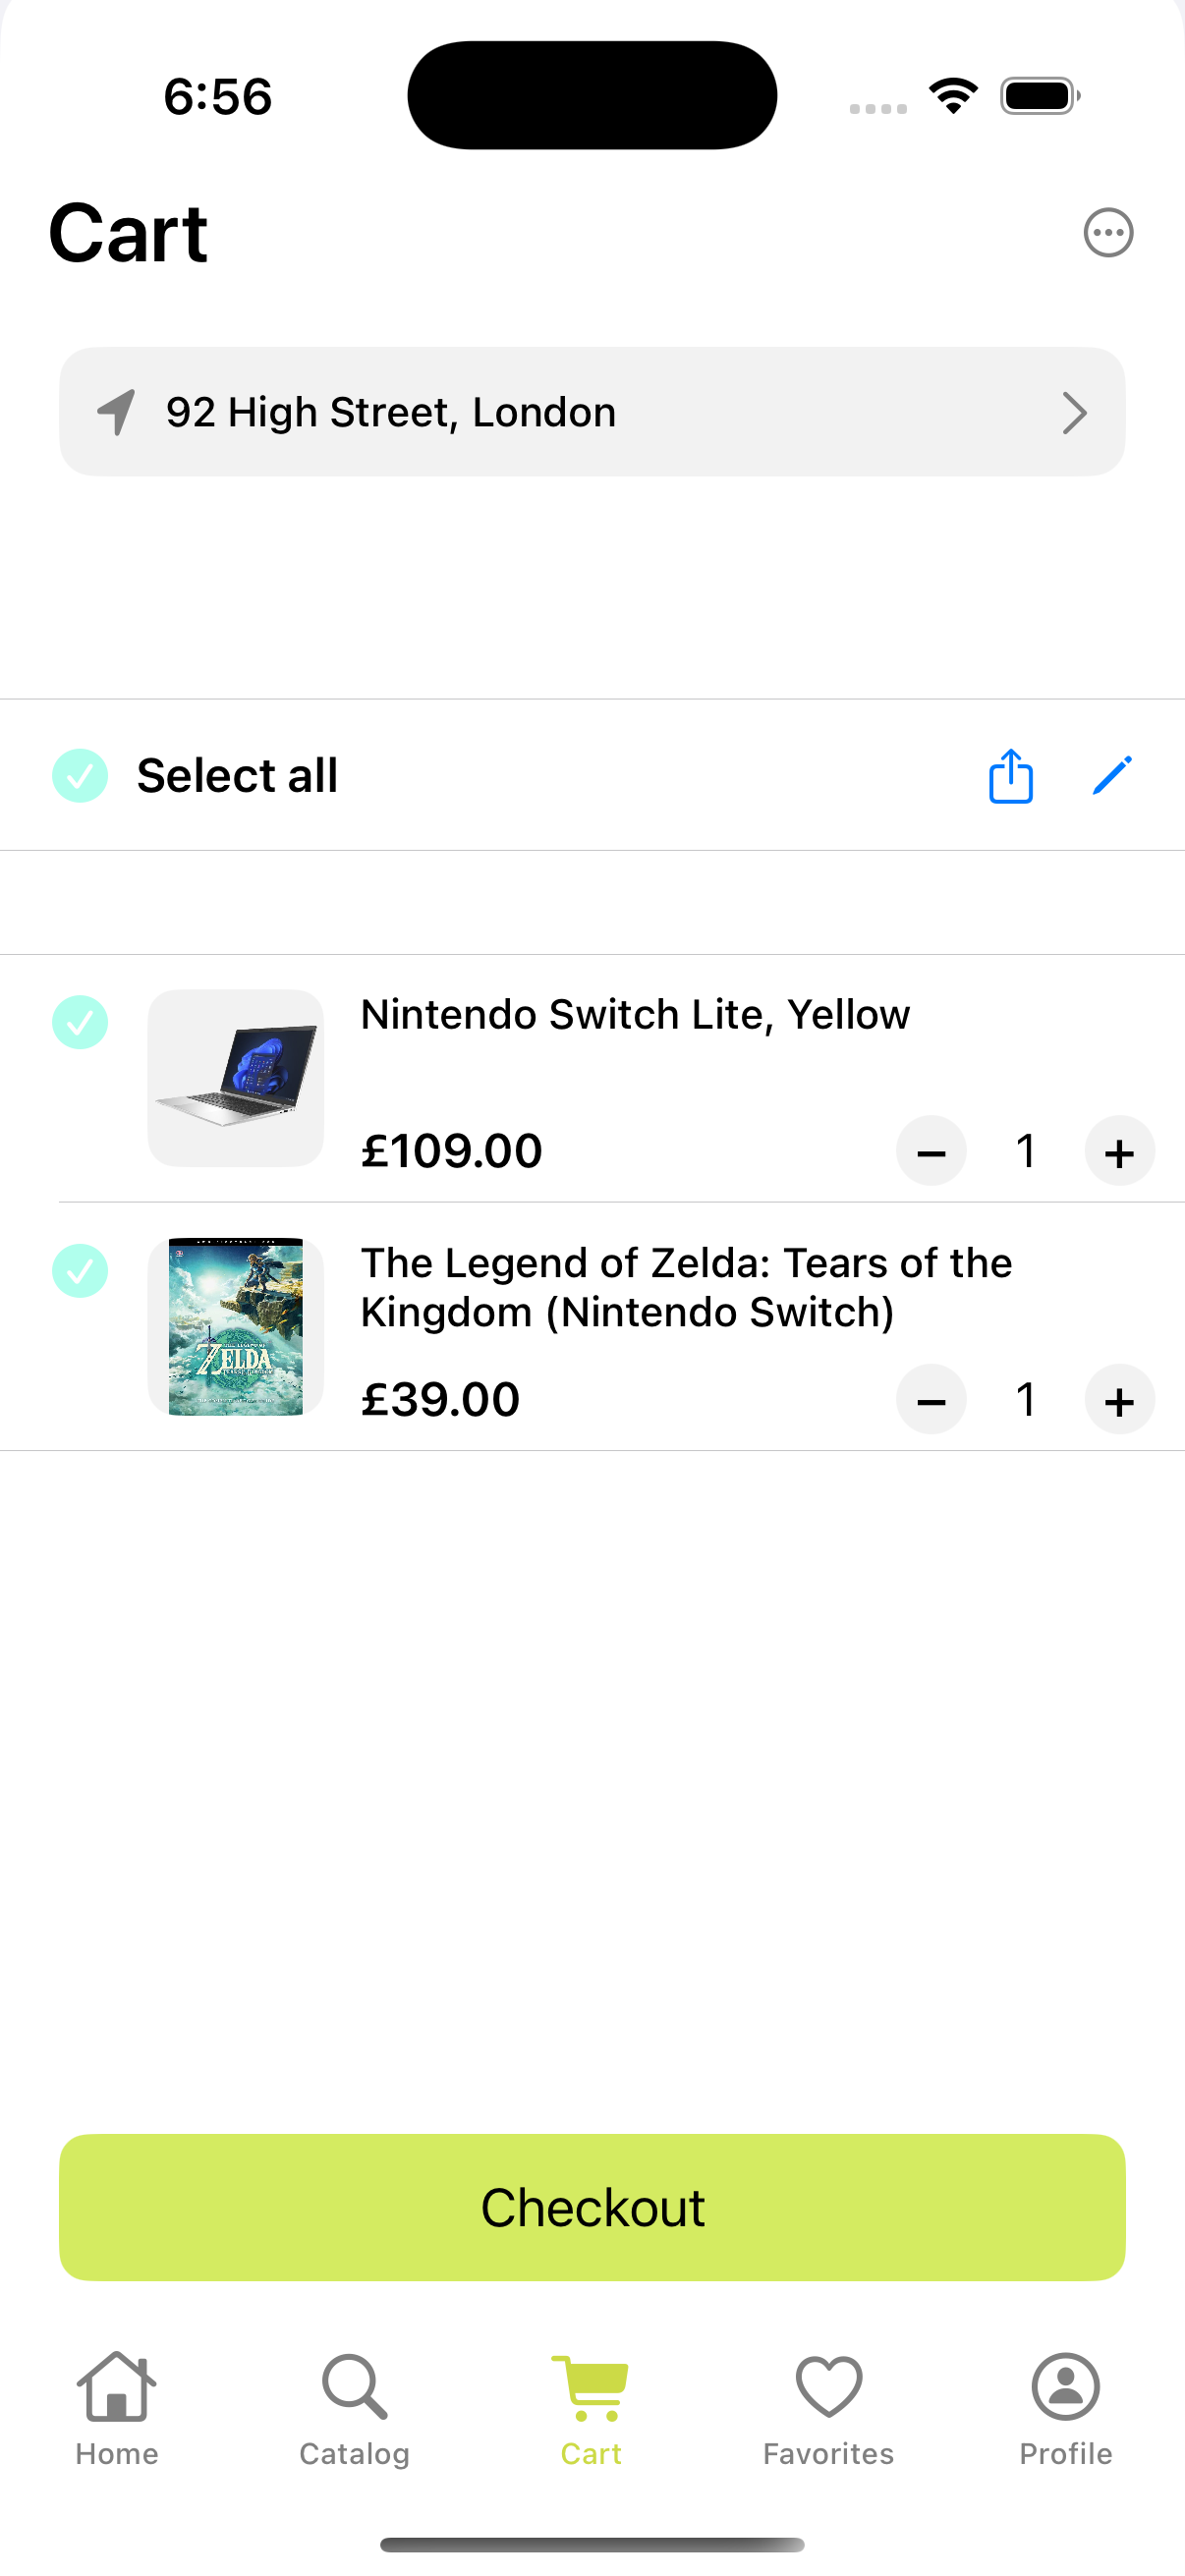 6:56
Cart
92 High Street, London
Select all
Nintendo Switch Lite, Yellow
£109.00
1
The Legend of Zelda: Tears of the
Kingdom (Nintendo Switch)
ZELDA
£39.00
1
Checkout
Home
Catalog
Cart
Favorites
Profile